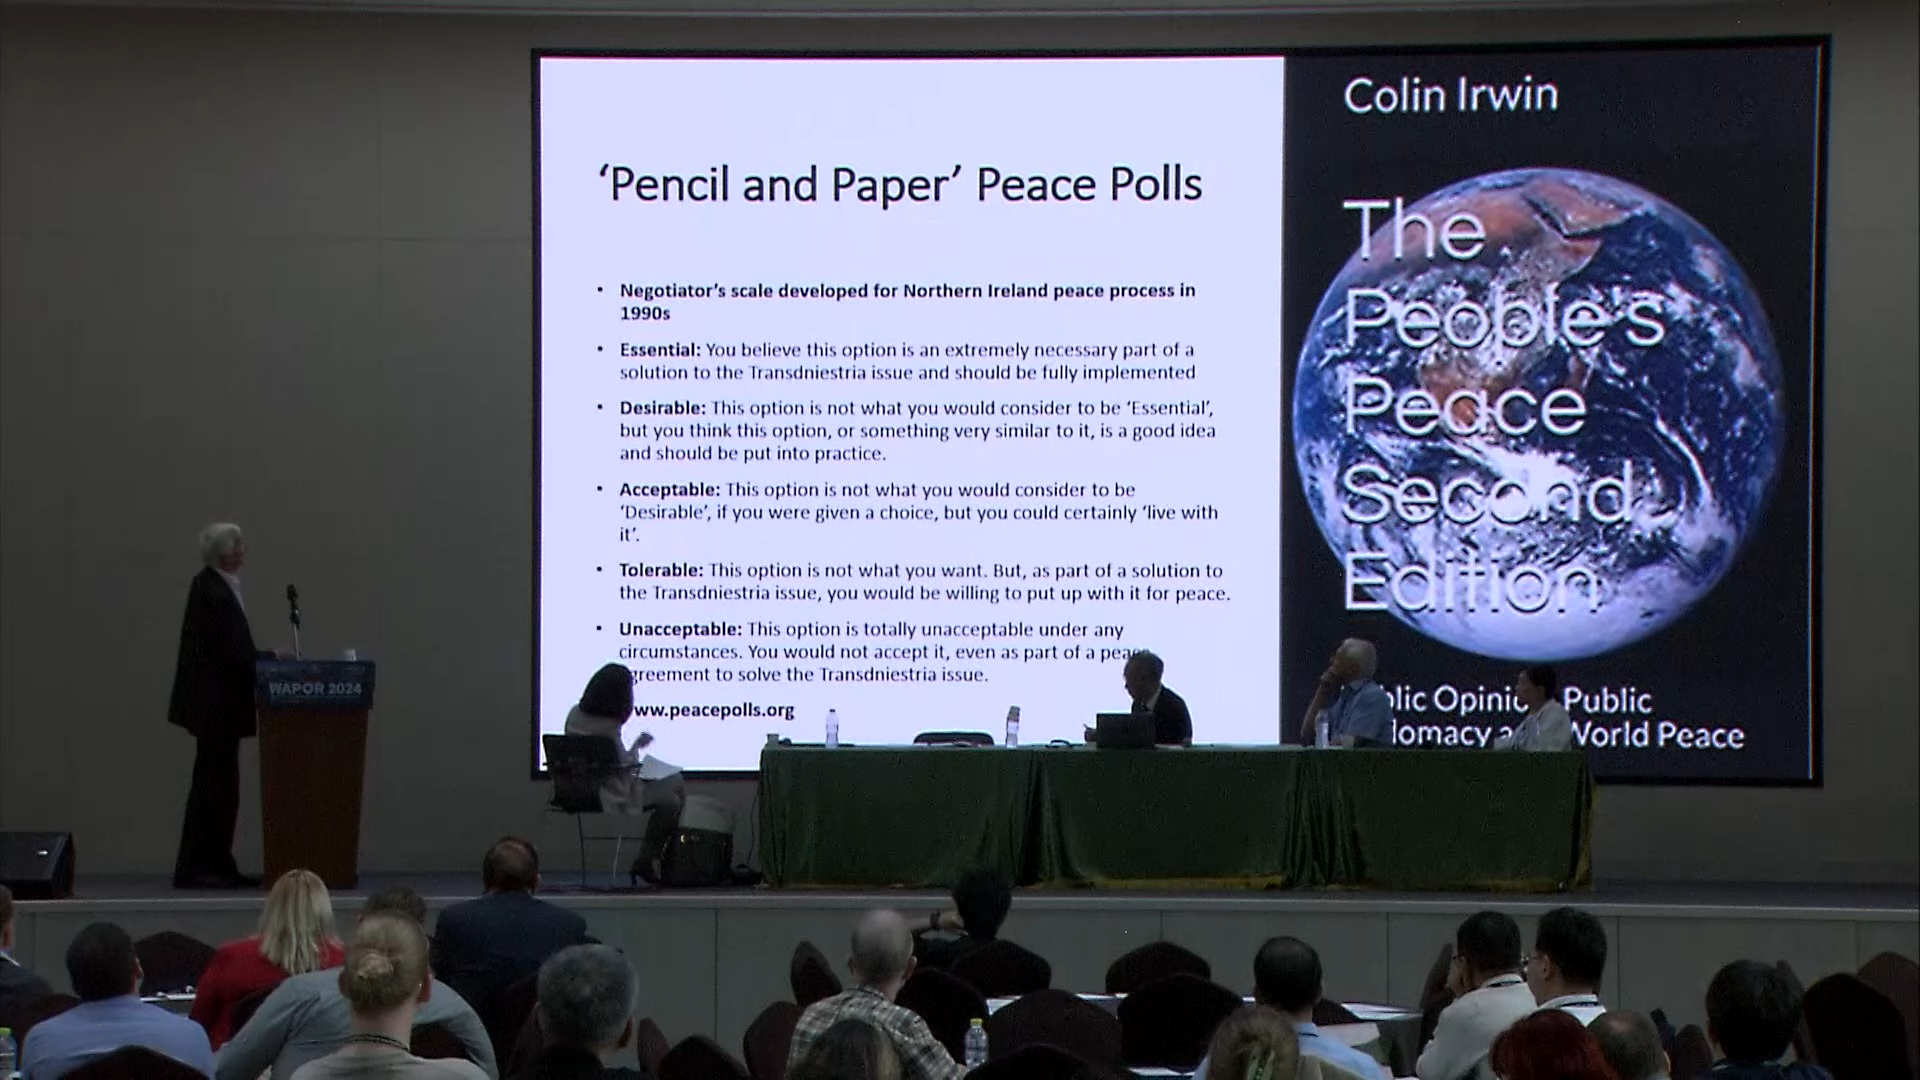 ‘Pencil and Paper’ Peace Polls
• Negotiator’s scale developed for Northern Ireland peace process in
1990s
• Essential: You believe this option is an extremely necessary part of a
solution to the Transdniestria issue and should be fully implemented
• Desirable: This option is not what you would consider to be ‘Essential’,
but you think this option, or something very similar to it, is a good idea
and should be put into practice.
• Acceptable: This option is not what you would consider to be
‘Desirable’, if you were given a choice, but you could certainly ‘live with
it’.
• Tolerable: This option is not what you want. But, as part of a solution to
the Transdniestria issue, you would be willing to put up with it for peace.
• Unacceptable: This option is totally unacceptable under any
circumstances. You would not accept it, even as part of a
to solve the Transdniestria issue.
ww.peacepolls.org
Colin Irwin
The
People's
Peace
Second
Edition
Public
World Peace
WAPOR 2024